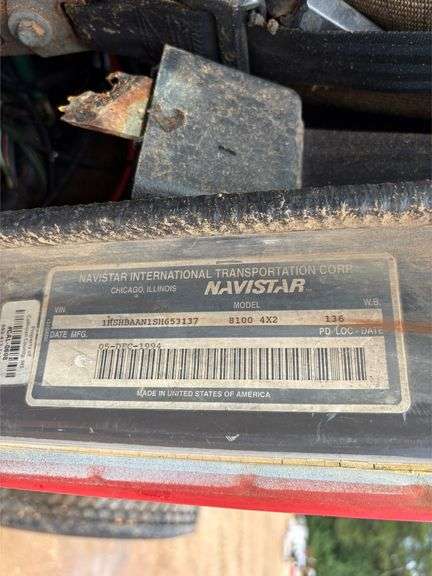 NAVISTAR INTERNATIONAL TRANSPORTATION CORP.
CHICAGO, ILLINOIS NAVISTAR
VIN MODEL W.B.
1HSHBAAN1SH653137 8100 4X2 136
DATE MFG. PD-LOC-DATE
05-DEC-1994
MADE IN UNITED STATES OF AMERICA